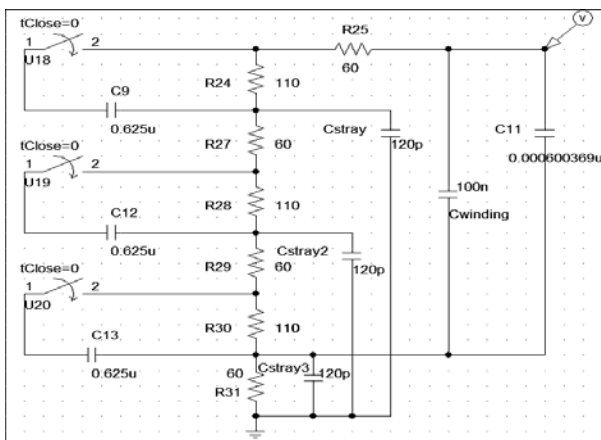 tClose=0
1
2
U18
R25
60
V
R24
110
C9
0.625u
Cstray
120p
C11
0.000600369u
R27
60
tClose=0
1
2
U19
R28
110
100n
Cwinding
C12
0.625u
Cstray2
120p
R29
60
tClose=0
1
2
U20
R30
110
C13
0.625u
60
R31
Cstray3
120p